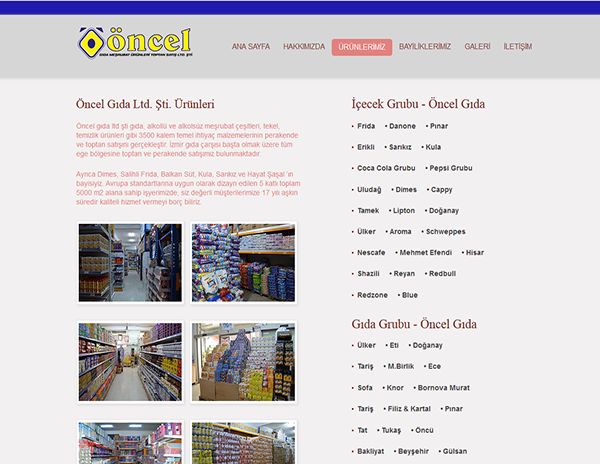 öncel
GIDA MEŞRUBAT ÜRÜNLERİ TOPTAN SATIŞ LTD. ŞTİ.
ANA SAYFA HAKKIMIZDA ÜRÜNLERİMİZ BAYİLİKLERİMİZ GALERİ İLETİŞİM
Öncel Gıda Ltd. Şti. Ürünleri
Öncel gıda ltd şti gıda, alkollü ve alkolsüz meşrubat çeşitleri, tekel,
temizlik ürünleri gibi 3500 kalem temel ihtiyaç malzemelerinin perakende
ve toptan satışını gerçekleştir. İzmir gıda çarşısı başta olmak üzere tüm
ege bölgesine toptan ve perakende satışımız bulunmaktadır.
Ayrıca Dimes, Salihli Frida, Balkan Süt, Kula, Sarıkız ve Hayat Şaşal 'ın
bayisiyiz. Avrupa standartlarına uygun olarak dizayn edilen 5 katlı toplam
5000 m2 alana sahip işyerimizde, siz değerli müşterilerimize 17 yılı aşkın
süredir kaliteli hizmet vermeyi borç biliriz.
İçecek Grubu - Öncel Gıda
• Frida • Danone • Pınar
• Erikli • Sarıkız • Kula
• Coca Cola Grubu • Pepsi Grubu
• Uludağ • Dimes • Cappy
• Tamek • Lipton • Doğanay
• Ülker • Aroma • Schweppes
• Nescafe • Mehmet Efendi • Hisar
• Shazili • Reyan • Redbull
• Redzone • Blue
Gıda Grubu - Öncel Gıda
• Ülker • Eti • Doğanay
• Tariş • M.Birlik • Ece
• Sofa • Knor • Bornova Murat
• Tariş • Filiz & Kartal • Pınar
• Tat • Tukaş • Öncü
• Bakliyat • Beyşehir • Gülsan